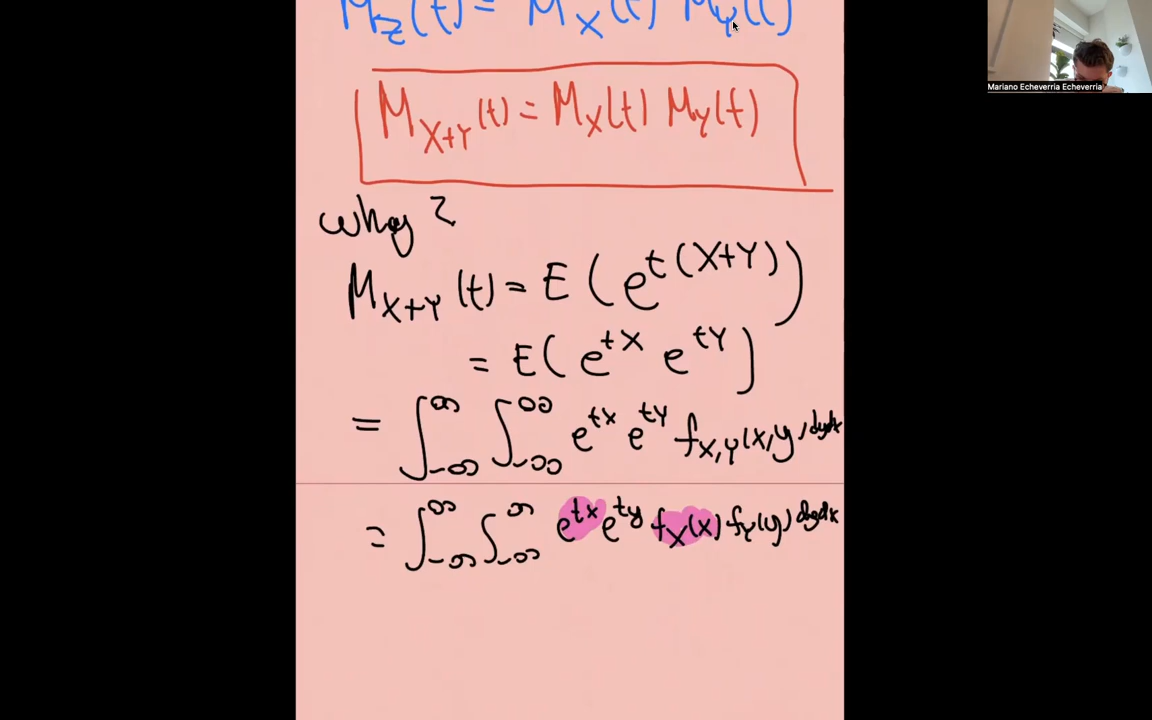 M_Z(t) = M_X(t) M_Y(t)
M_{X+Y}(t) = M_X(t) M_Y(t)
why?
M_{X+Y}(t) = E(e^{t(X+Y)})
= E(e^{tX} e^{tY})
= ∫_{-∞}^{∞} ∫_{-∞}^{∞} e^{tx} e^{ty} f_{X,Y}(x,y) dydx
= ∫_{-∞}^{∞} ∫_{-∞}^{∞} e^{tx} e^{ty} f_X(x) f_Y(y) dydx
Mariano Echeverria Echeverria